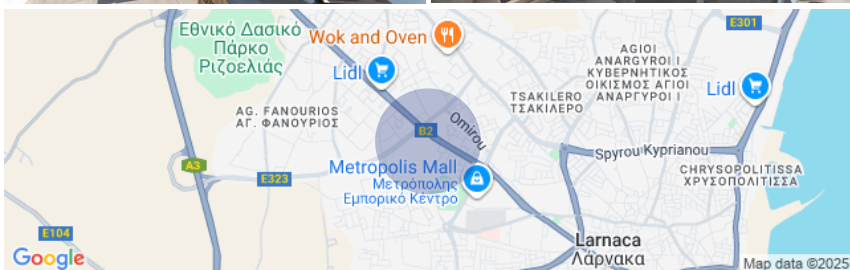 E301
Εθνικό Δασικό
Πάρκο
Ριζοελιάς
Wok and Oven
Lidl
AGIOI
ANARGYROI I
ΚΥΒΕΡΝΗΤΙΚΟΣ
ΟΙΚΙΣΜΟΣ ΑΓΙΟΙ
ΑΝΑΡΓΥΡΟΙ Ι
Lidl
TSAKILERO
ΤΣΑΚΙΛΕΡΟ
AG. FANOURIOS
ΑΓ. ΦΑΝΟΥΡΙΟΣ
B2
Omirou
Spyrou Kyprianou
A3
E323
Metropolis Mall
Μετρόπολης
Εμπορικό Κέντρο
CHRYSOPOLITISSA
ΧΡΥΣΟΠΟΛΙΤΙΣΣΑ
E104
Larnaca
Λάρνακα
Google
Map data ©2025